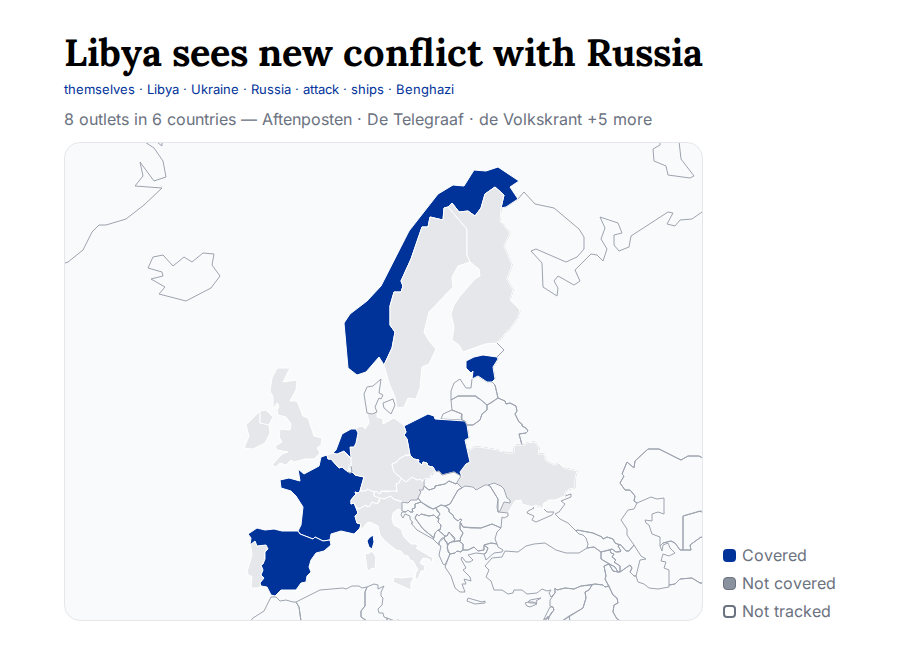 Libya sees new conflict with Russia
themselves · Libya · Ukraine · Russia · attack · ships · Benghazi
8 outlets in 6 countries — Aftenposten · De Telegraaf · de Volkskrant +5 more
Covered
Not covered
Not tracked